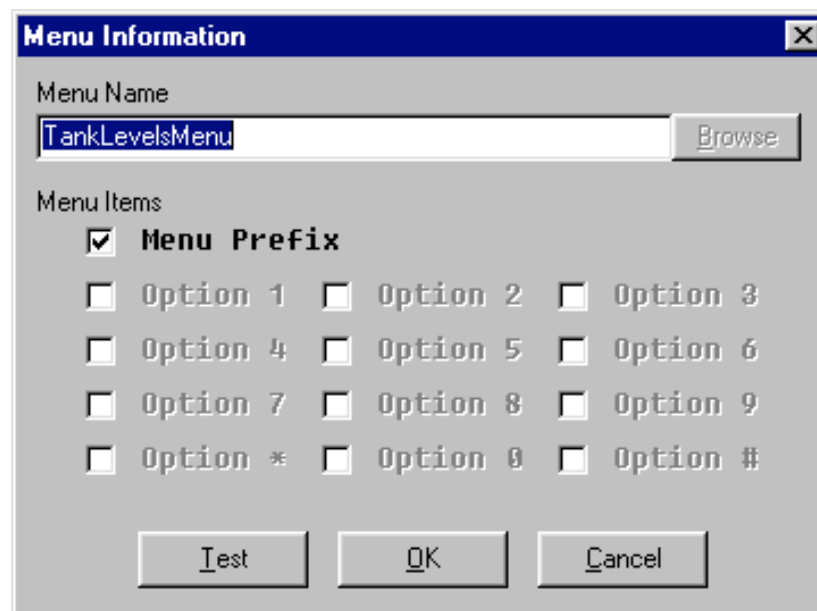 Menu Information
Menu Name
TankLevelsMenu Browse
Menu Items
Menu Prefix
Option 1 Option 2 Option 3
Option 4 Option 5 Option 6
Option 7 Option 8 Option 9
Option * Option 0 Option #
Test OK Cancel